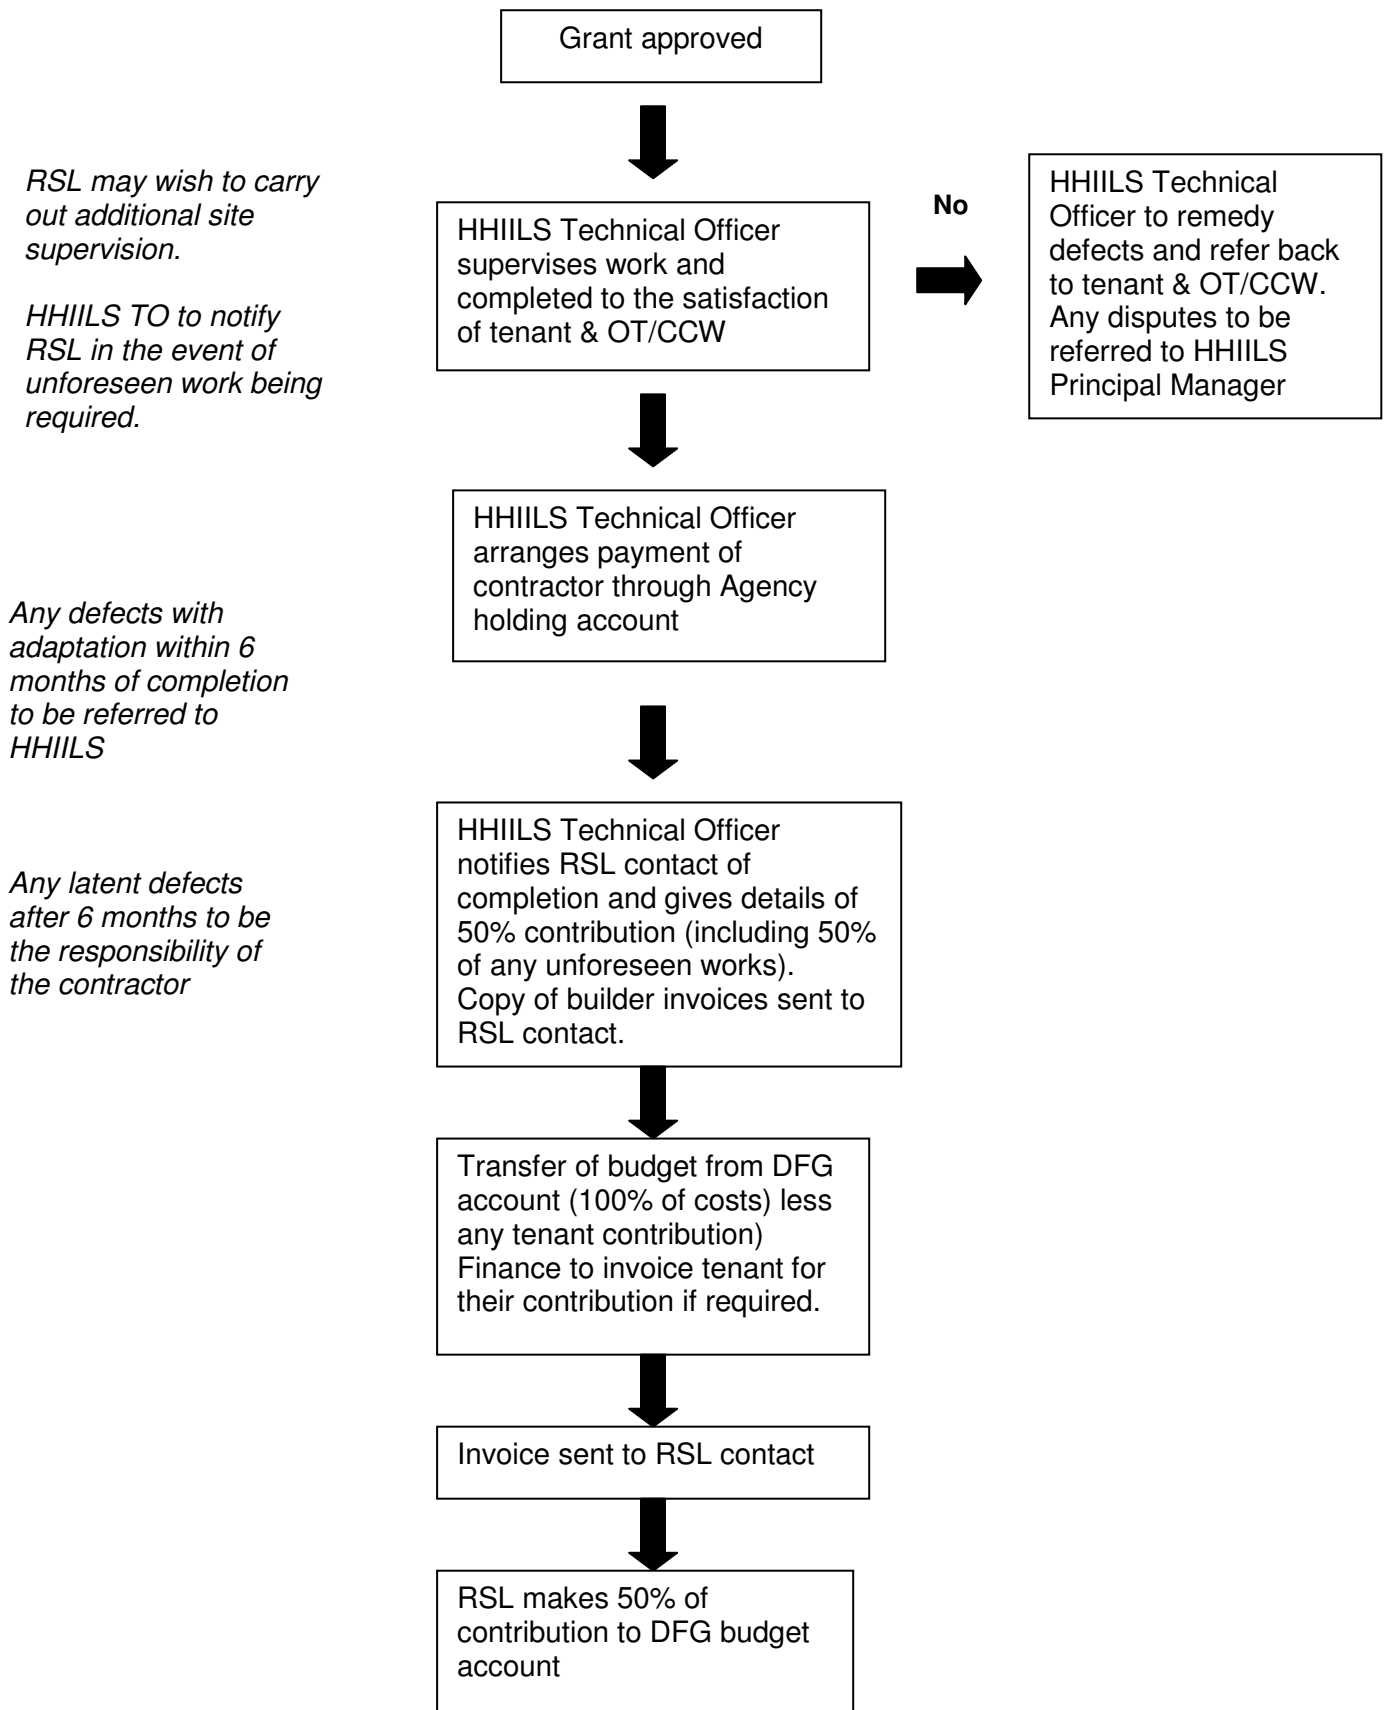 Grant approved
RSL may wish to carry
out additional site
supervision.
HHIILS TO to notify
RSL in the event of
unforeseen work being
required.
HHIILS Technical Officer
supervises work and
completed to the satisfaction
of tenant & OT/CCW
No
HHIILS Technical
Officer to remedy
defects and refer back
to tenant & OT/CCW.
Any disputes to be
referred to HHIILS
Principal Manager
HHIILS Technical Officer
arranges payment of
contractor through Agency
holding account
Any defects with
adaptation within 6
months of completion
to be referred to
HHIILS
HHIILS Technical Officer
notifies RSL contact of
completion and gives details of
50% contribution (including 50%
of any unforeseen works).
Copy of builder invoices sent to
RSL contact.
Any latent defects
after 6 months to be
the responsibility of
the contractor
Transfer of budget from DFG
account (100% of costs) less
any tenant contribution)
Finance to invoice tenant for
their contribution if required.
Invoice sent to RSL contact
RSL makes 50% of
contribution to DFG budget
account